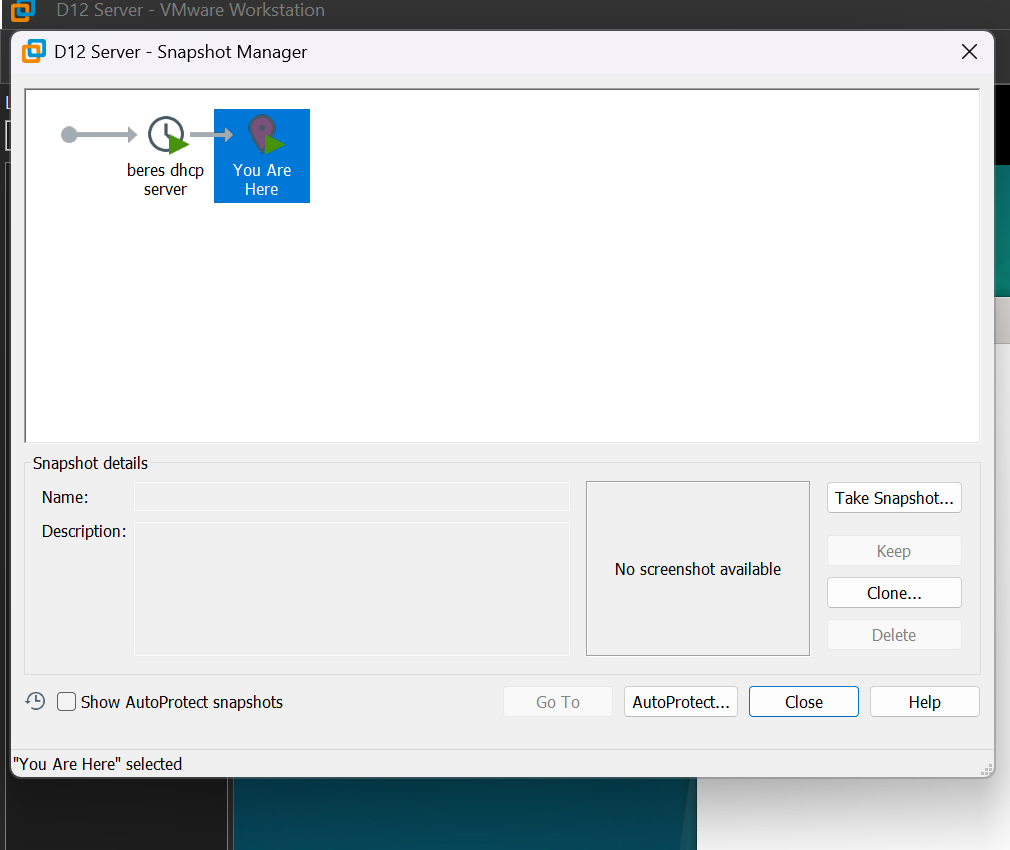 D12 Server - VMware Workstation
D12 Server - Snapshot Manager
beres dhcp
server
You Are
Here
Snapshot details
Name:
Description:
No screenshot available
Take Snapshot...
Keep
Clone...
Delete
Show AutoProtect snapshots
Go To
AutoProtect...
Close
Help
"You Are Here" selected